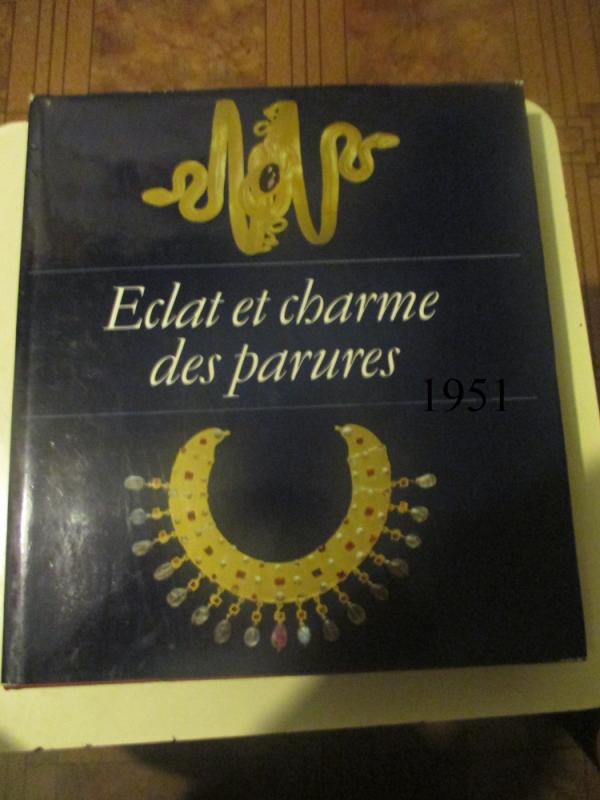 Eclat et charme
des parures
1951